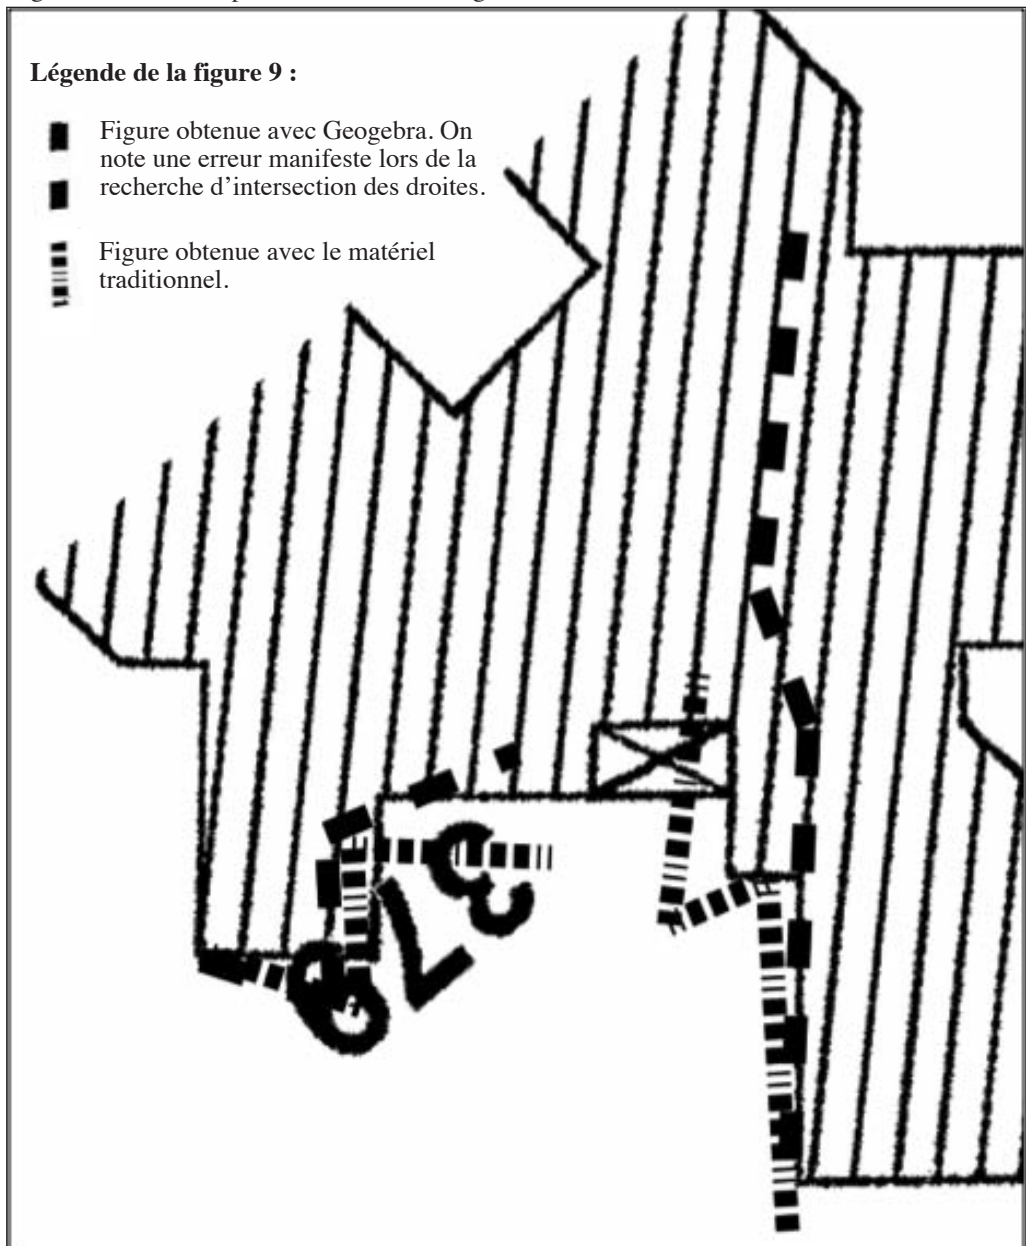 Légende de la figure 9 :
Figure obtenue avec Geogebra. On
note une erreur manifeste lors de la
recherche d’intersection des droites.
Figure obtenue avec le matériel
traditionnel.